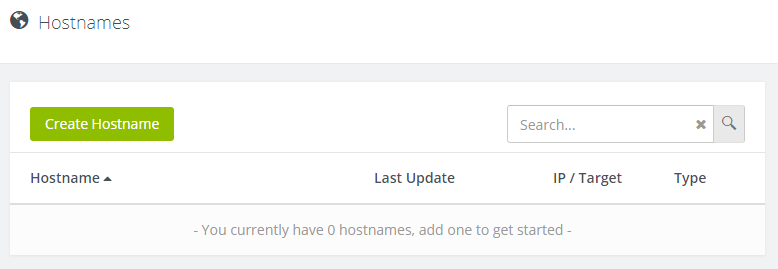 Hostnames
Create Hostname
Search...
Hostname Last Update IP / Target Type
- You currently have 0 hostnames, add one to get started -